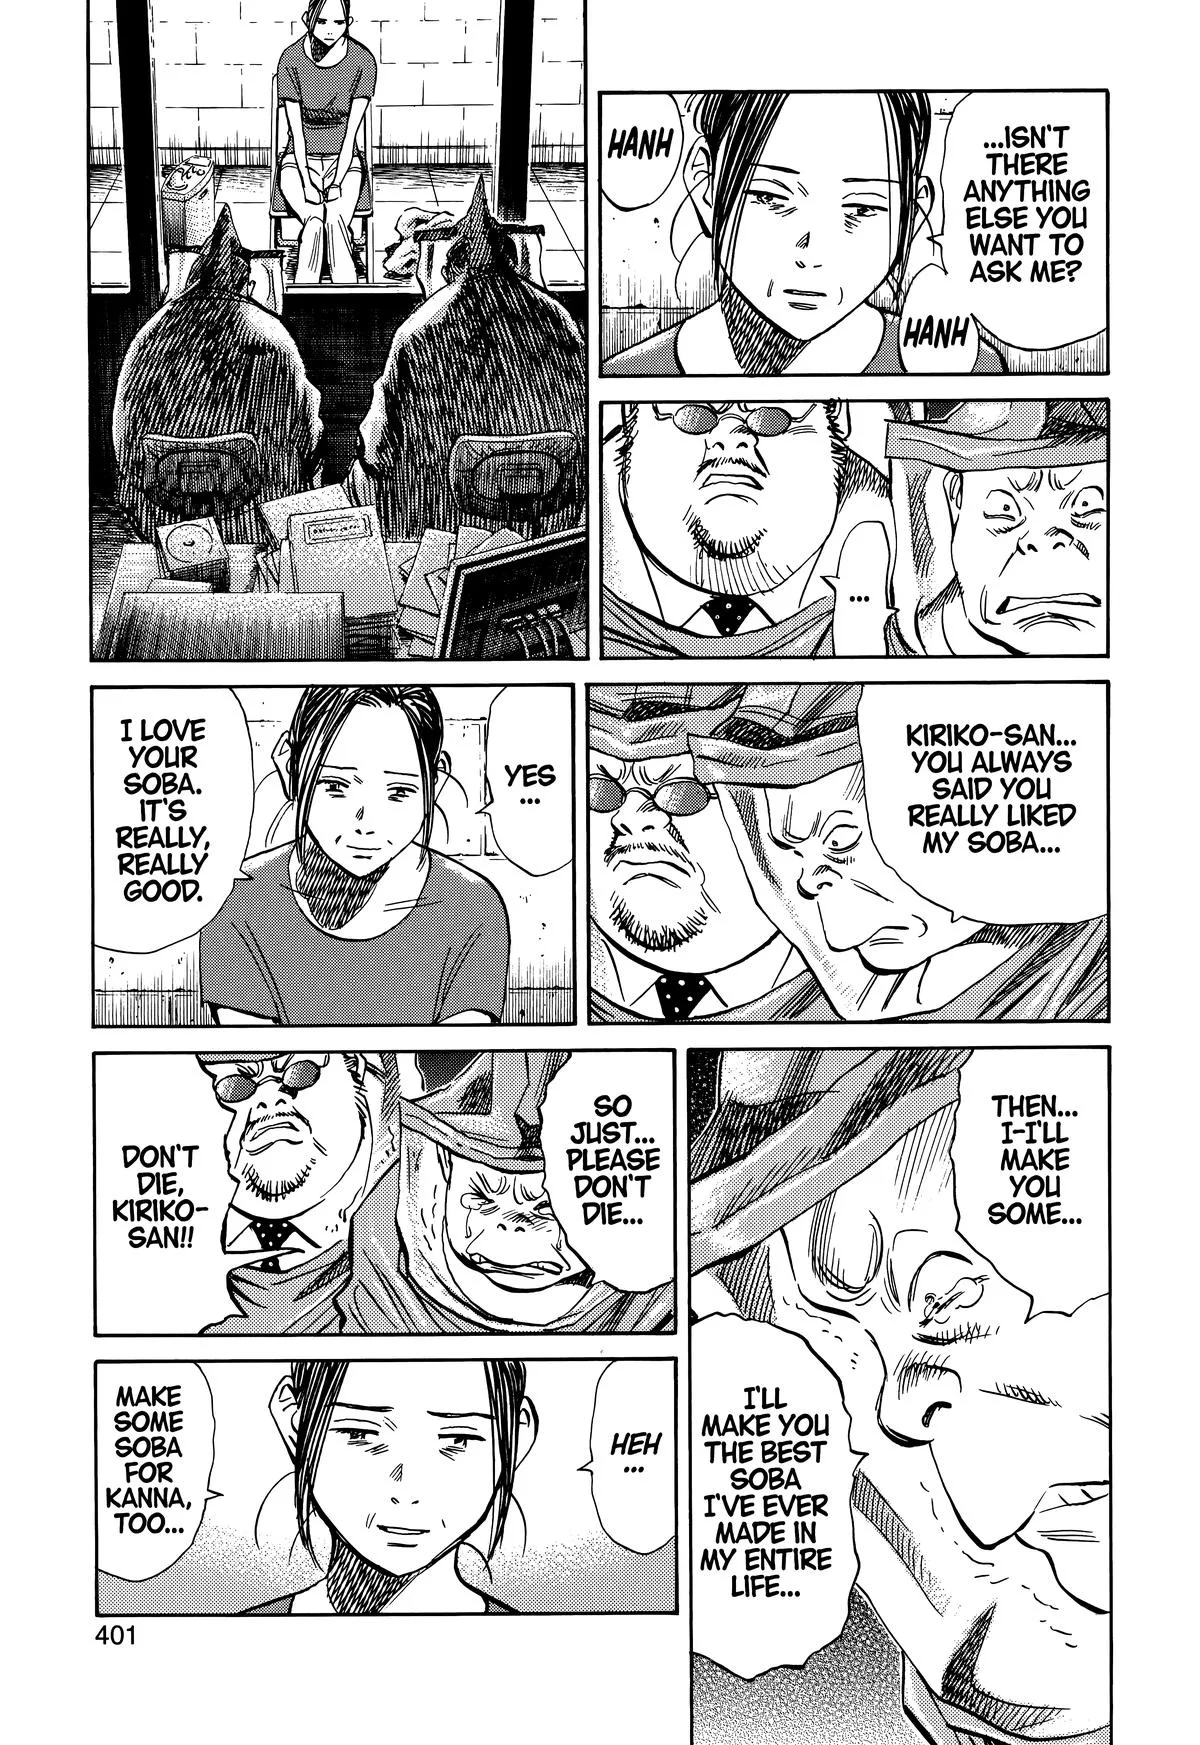 ...ISN'T
THERE
ANYTHING
ELSE YOU
WANT TO
ASK ME?
HANH
HANH
...
KIRIKO-SAN...
YOU ALWAYS
SAID YOU
REALLY LIKED
MY SOBA...
YES
...
I LOVE
YOUR
SOBA.
IT'S
REALLY,
REALLY
GOOD.
THEN...
I-I'LL
MAKE
YOU
SOME...
I'LL
MAKE YOU
THE BEST
SOBA
I'VE EVER
MADE IN
MY ENTIRE
LIFE...
SO
JUST...
PLEASE
DON'T
DIE...
DON'T
DIE,
KIRIKO-
SAN!!
HEH
...
MAKE
SOME
SOBA
FOR
KANNA,
TOO...
401